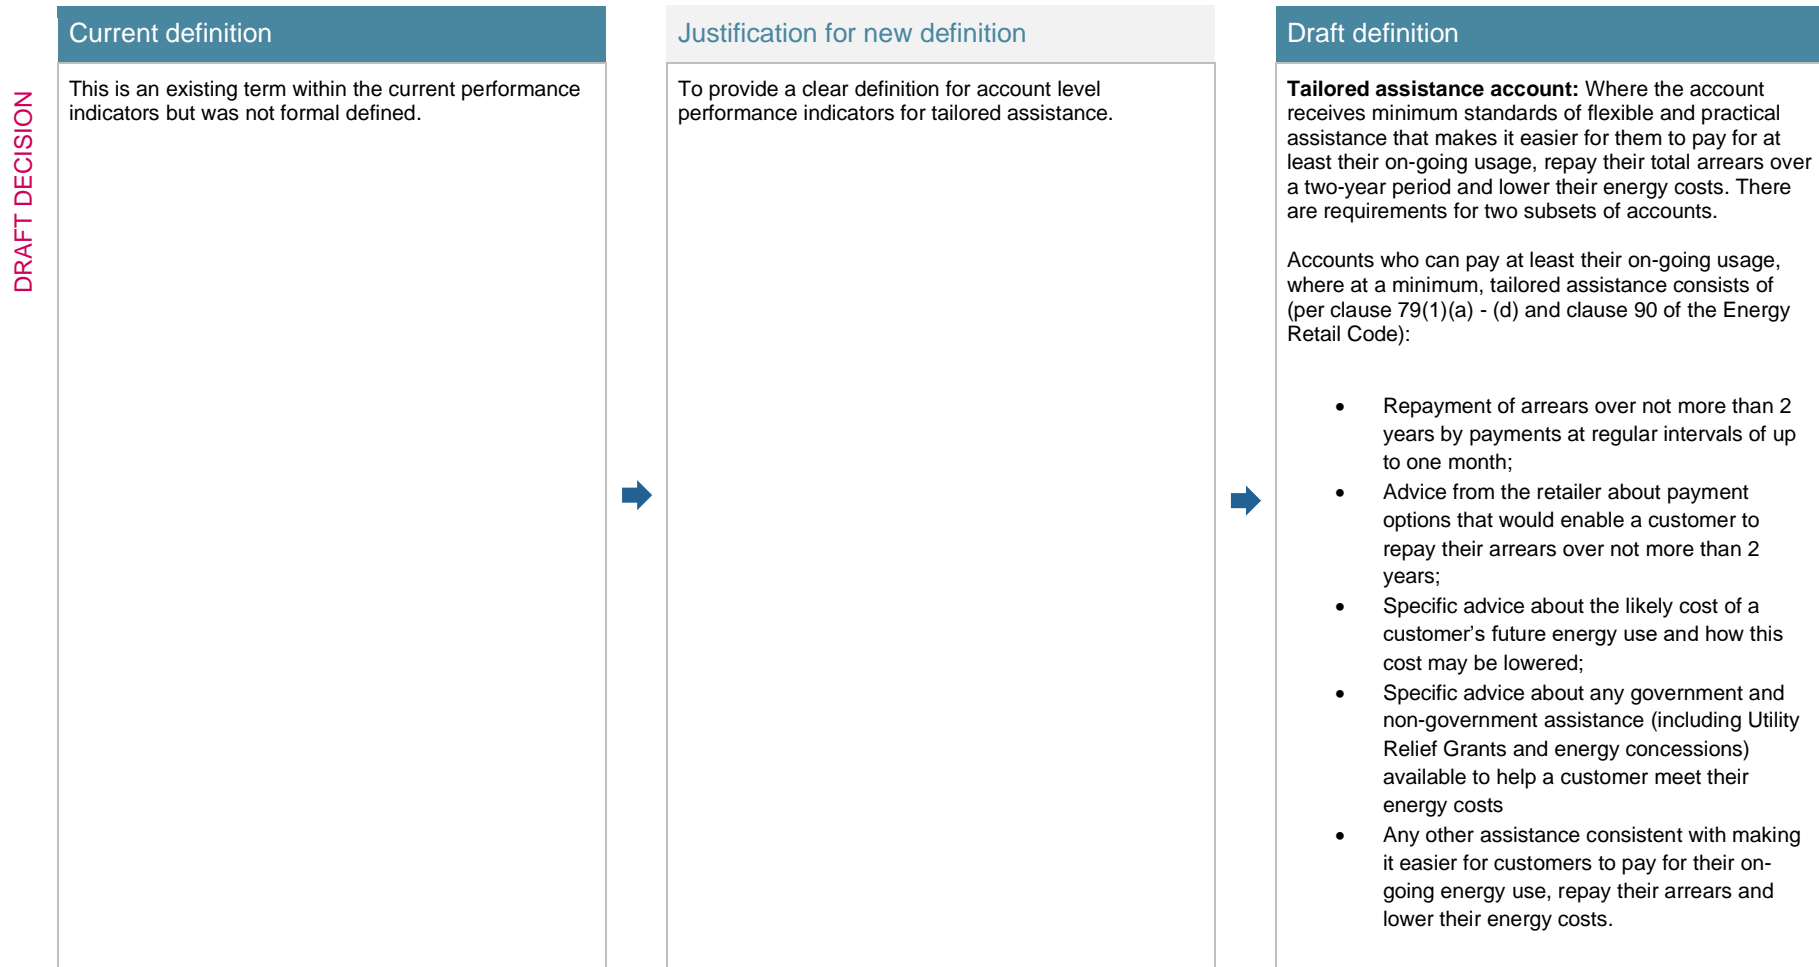 DRAFT DECISION
Current definition
This is an existing term within the current performance
indicators but was not formal defined.
Justification for new definition
To provide a clear definition for account level
performance indicators for tailored assistance.
Draft definition
Tailored assistance account: Where the account
receives minimum standards of flexible and practical
assistance that makes it easier for them to pay for at
least their on-going usage, repay their total arrears over
a two-year period and lower their energy costs. There
are requirements for two subsets of accounts.
Accounts who can pay at least their on-going usage,
where at a minimum, tailored assistance consists of
(per clause 79(1)(a) - (d) and clause 90 of the Energy
Retail Code):
• Repayment of arrears over not more than 2
years by payments at regular intervals of up
to one month;
• Advice from the retailer about payment
options that would enable a customer to
repay their arrears over not more than 2
years;
• Specific advice about the likely cost of a
customer’s future energy use and how this
cost may be lowered;
• Specific advice about any government and
non-government assistance (including Utility
Relief Grants and energy concessions)
available to help a customer meet their
energy costs
• Any other assistance consistent with making
it easier for customers to pay for their on-
going energy use, repay their arrears and
lower their energy costs.